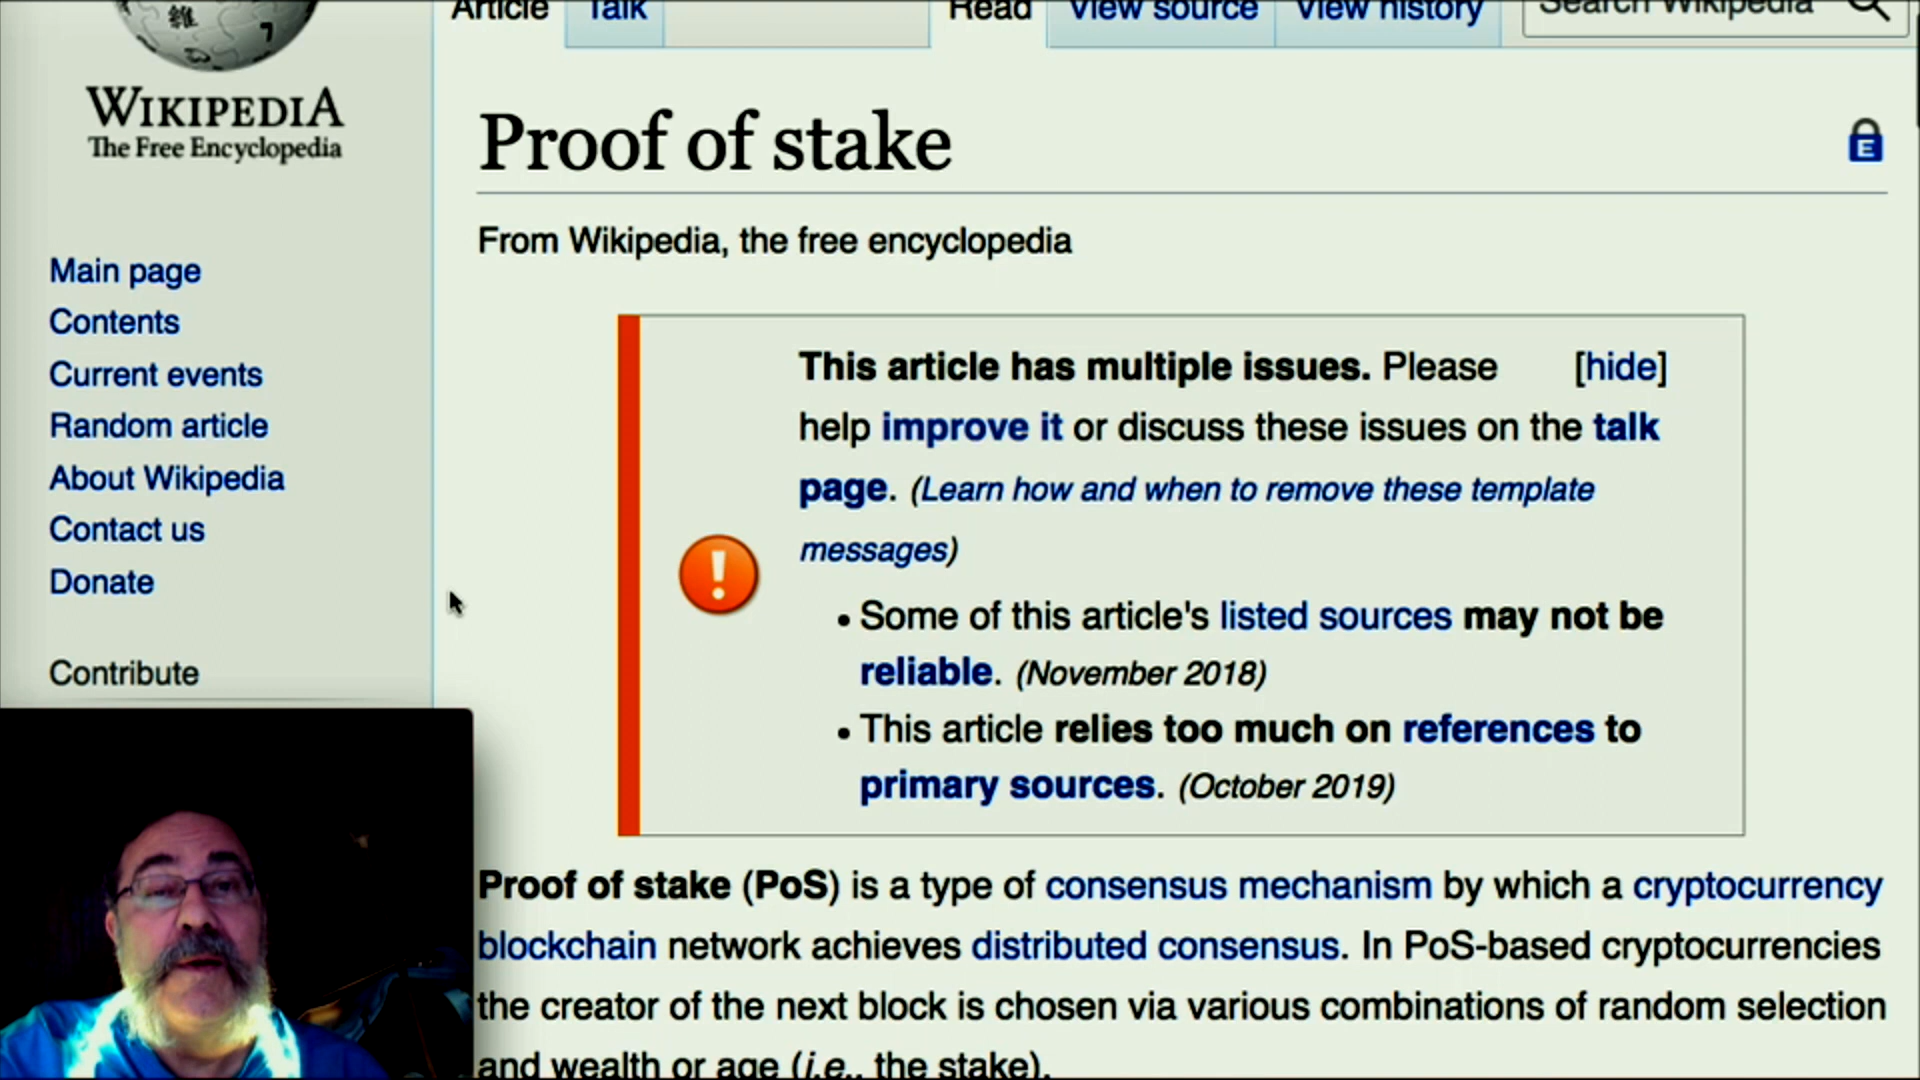 Article Talk Read View source View history Search Wikipedia
維
7
WIKIPEDIA
The Free Encyclopedia
Main page
Contents
Current events
Random article
About Wikipedia
Contact us
Donate
Contribute
Proof of stake
E
From Wikipedia, the free encyclopedia
This article has multiple issues. Please [hide]
help improve it or discuss these issues on the talk
page. (Learn how and when to remove these template
messages)
!
• Some of this article's listed sources may not be
reliable. (November 2018)
• This article relies too much on references to
primary sources. (October 2019)
Proof of stake (PoS) is a type of consensus mechanism by which a cryptocurrency
blockchain network achieves distributed consensus. In PoS-based cryptocurrencies
the creator of the next block is chosen via various combinations of random selection
and wealth or age (i.e., the stake).